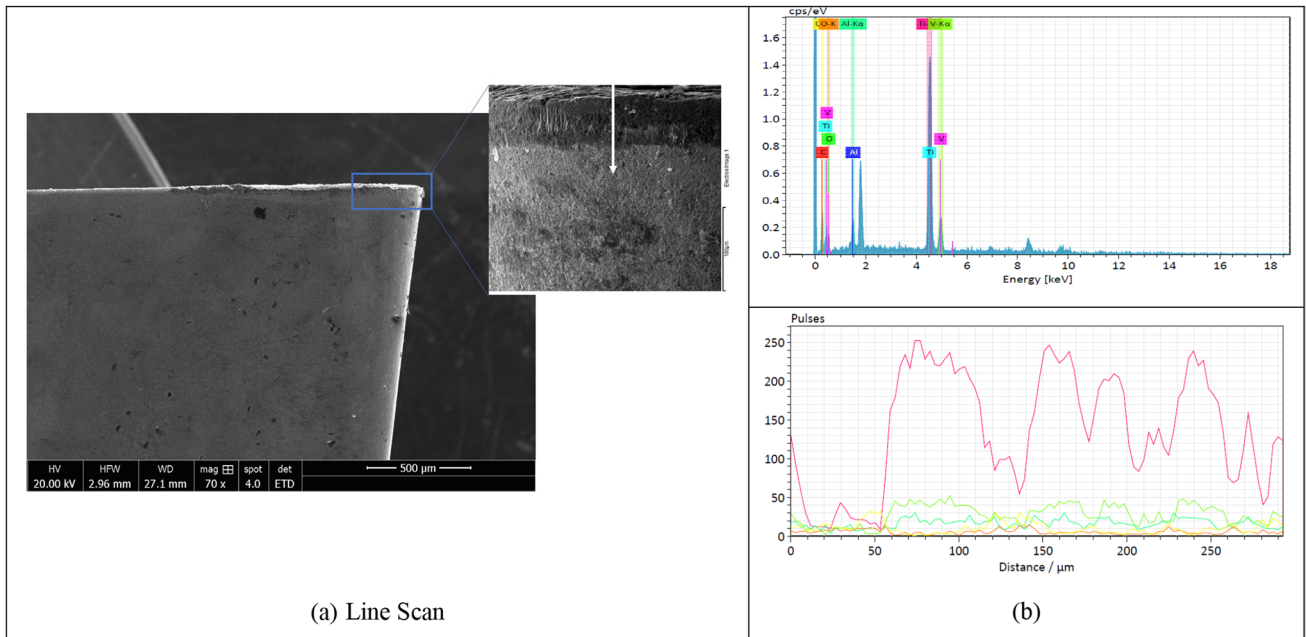 Electron Image 1
100µm
HV HFW WD mag spot det
20.00 kV 2.96 mm 27.1 mm 70 x 4.0 ETD
500 µm
(a) Line Scan
cps/eV
O-K Al-Kα Ti- V-Kα
1.6
1.4
1.2
1.0
0.8
0.6
0.4
0.2
0.0
V
Ti
O V
C Al Ti
0 2 4 6 8 10 12 14 16 18
Energy [keV]
Pulses
250
200
150
100
50
0
0 50 100 150 200 250
Distance / µm
(b)